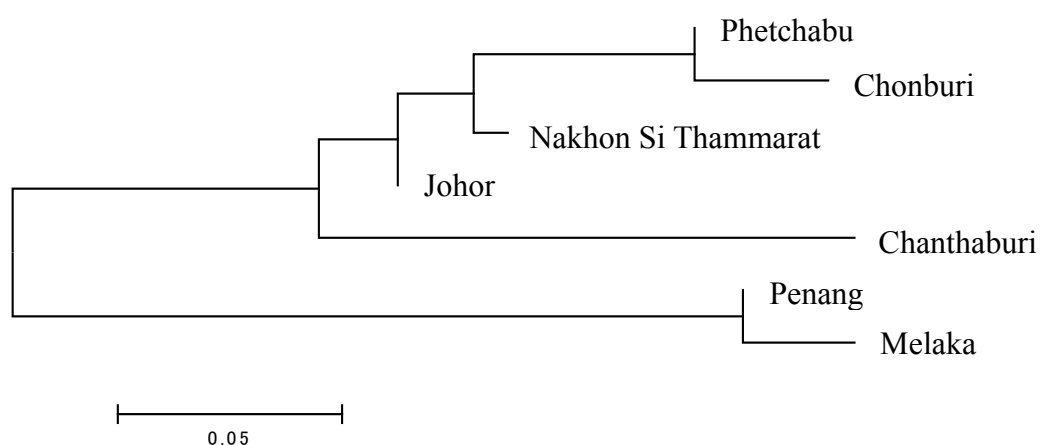 Phetchabu
Chonburi
Nakhon Si Thammarat
Johor
Chanthaburi
Penang
Melaka
0.05